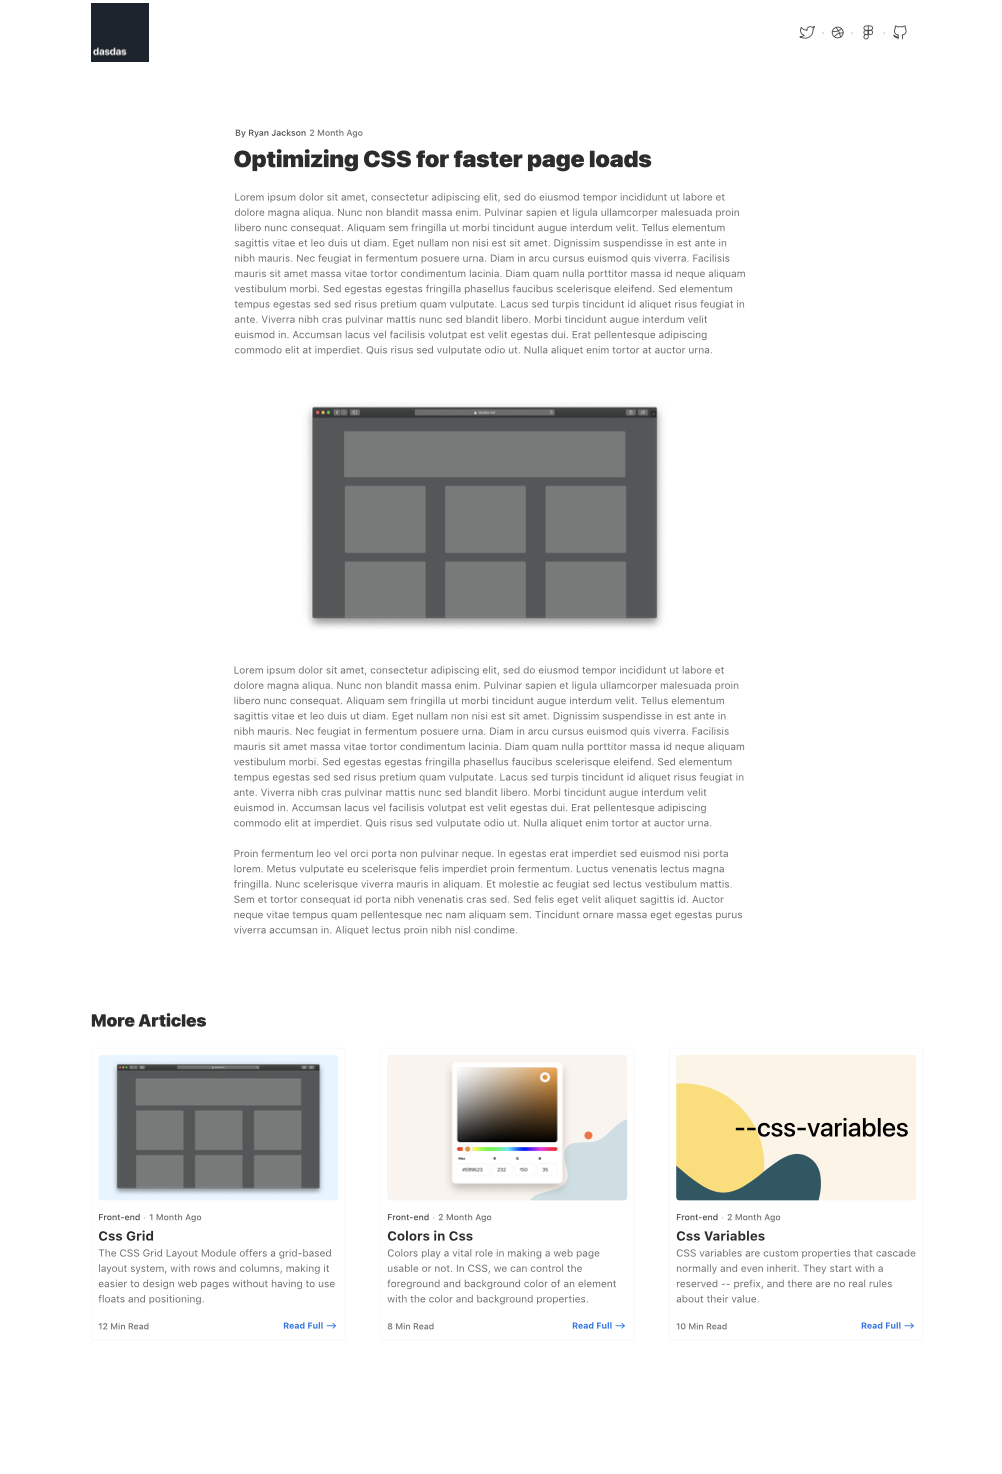 dasdas
By Ryan Jackson 2 Month Ago
Optimizing CSS for faster page loads
Lorem ipsum dolor sit amet, consectetur adipiscing elit, sed do eiusmod tempor incididunt ut labore et
dolore magna aliqua. Nunc non blandit massa enim. Pulvinar sapien et ligula ullamcorper malesuada proin
libero nunc consequat. Aliquam sem fringilla ut morbi tincidunt augue interdum velit. Tellus elementum
sagittis vitae et leo duis ut diam. Eget nullam non nisi est sit amet. Dignissim suspendisse in est ante in
nibh mauris. Nec feugiat in fermentum posuere urna. Diam in arcu cursus euismod quis viverra. Facilisis
mauris sit amet massa vitae tortor condimentum lacinia. Diam quam nulla porttitor massa id neque aliquam
vestibulum morbi. Sed egestas egestas fringilla phasellus faucibus scelerisque eleifend. Sed elementum
tempus egestas sed sed risus pretium quam vulputate. Lacus sed turpis tincidunt id aliquet risus feugiat in
ante. Viverra nibh cras pulvinar mattis nunc sed blandit libero. Morbi tincidunt augue interdum velit
euismod in. Accumsan lacus vel facilisis volutpat est velit egestas dui. Erat pellentesque adipiscing
commodo elit at imperdiet. Quis risus sed vulputate odio ut. Nulla aliquet enim tortor at auctor urna.
Lorem ipsum dolor sit amet, consectetur adipiscing elit, sed do eiusmod tempor incididunt ut labore et
dolore magna aliqua. Nunc non blandit massa enim. Pulvinar sapien et ligula ullamcorper malesuada proin
libero nunc consequat. Aliquam sem fringilla ut morbi tincidunt augue interdum velit. Tellus elementum
sagittis vitae et leo duis ut diam. Eget nullam non nisi est sit amet. Dignissim suspendisse in est ante in
nibh mauris. Nec feugiat in fermentum posuere urna. Diam in arcu cursus euismod quis viverra. Facilisis
mauris sit amet massa vitae tortor condimentum lacinia. Diam quam nulla porttitor massa id neque aliquam
vestibulum morbi. Sed egestas egestas fringilla phasellus faucibus scelerisque eleifend. Sed elementum
tempus egestas sed sed risus pretium quam vulputate. Lacus sed turpis tincidunt id aliquet risus feugiat in
ante. Viverra nibh cras pulvinar mattis nunc sed blandit libero. Morbi tincidunt augue interdum velit
euismod in. Accumsan lacus vel facilisis volutpat est velit egestas dui. Erat pellentesque adipiscing
commodo elit at imperdiet. Quis risus sed vulputate odio ut. Nulla aliquet enim tortor at auctor urna.
Proin fermentum leo vel orci porta non pulvinar neque. In egestas erat imperdiet sed euismod nisi porta
lorem. Metus vulputate eu scelerisque felis imperdiet proin fermentum. Luctus venenatis lectus magna
fringilla. Nunc scelerisque viverra mauris in aliquam. Et molestie ac feugiat sed lectus vestibulum mattis.
Sem et tortor consequat id porta nibh venenatis cras sed. Sed felis eget velit aliquet sagittis id. Auctor
neque vitae tempus quam pellentesque nec nam aliquam sem. Tincidunt ornare massa eget egestas purus
viverra accumsan in. Aliquet lectus proin nibh nisl condime.
More Articles
Front-end · 1 Month Ago
Css Grid
The CSS Grid Layout Module offers a grid-based
layout system, with rows and columns, making it
easier to design web pages without having to use
floats and positioning.
12 Min Read
Read Full →
Hex R G B
#E89623 232 150 35
Front-end · 2 Month Ago
Colors in Css
Colors play a vital role in making a web page
usable or not. In CSS, we can control the
foreground and background color of an element
with the color and background properties.
8 Min Read
Read Full →
--css-variables
Front-end · 2 Month Ago
Css Variables
CSS variables are custom properties that cascade
normally and even inherit. They start with a
reserved -- prefix, and there are no real rules
about their value.
10 Min Read
Read Full →